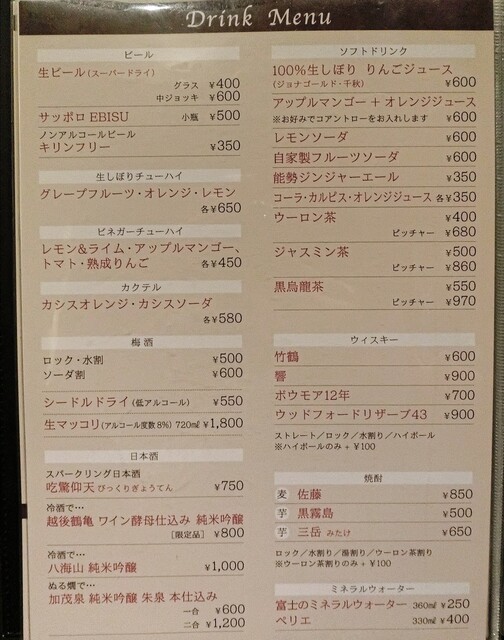 Drink Menu
ビール
生ビール(スーパードライ)
グラス ¥400
中ジョッキ ¥600
サッポロ EBISU 小瓶 ¥500
ノンアルコールビール
キリンフリー ¥350
生しぼりチューハイ
グレープフルーツ・オレンジ・レモン
各¥650
ビネガーチューハイ
レモン&ライム・アップルマンゴー、
トマト・熟成りんご 各¥450
カクテル
カシスオレンジ・カシスソーダ
各¥580
梅酒
ロック・水割 ¥500
ソーダ割 ¥600
シードルドライ(低アルコール) ¥550
生マッコリ(アルコール度数8%) 720ml ¥1,800
日本酒
スパークリング日本酒
吃驚仰天 びっくりぎょうてん ¥750
冷酒で…
越後鶴亀 ワイン酵母仕込み 純米吟醸
[限定品] ¥800
冷酒で…
八海山 純米吟醸 ¥1,000
ぬる燗で…
加茂泉 純米吟醸 朱泉 本仕込み
一合 ¥600
二合 ¥1,200
ソフトドリンク
100%生しぼり りんごジュース
(ジョナゴールド・千秋) ¥600
アップルマンゴー + オレンジジュース
※お好みでコアントローをお入れします ¥600
レモンソーダ ¥600
自家製フルーツソーダ ¥600
能勢ジンジャーエール ¥350
コーラ・カルピス・オレンジジュース 各¥350
ウーロン茶 ¥400
ピッチャー ¥680
ジャスミン茶 ¥500
ピッチャー ¥860
黒烏龍茶 ¥550
ピッチャー ¥970
ウィスキー
竹鶴 ¥600
響 ¥900
ボウモア12年 ¥700
ウッドフォードリザーブ43 ¥900
ストレート/ロック/水割り/ハイボール
※ハイボールのみ + ¥100
焼酎
麦 佐藤 ¥850
芋 黒霧島 ¥500
芋 三岳 みたけ ¥650
ロック/水割り/湯割り/ウーロン茶割り
※ウーロン茶割りのみ + ¥100
ミネラルウォーター
富士のミネラルウォーター 360ml ¥250
ペリエ 330ml ¥400